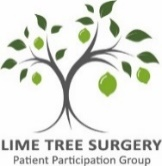 LIME TREE SURGERY
Patient Participation Group